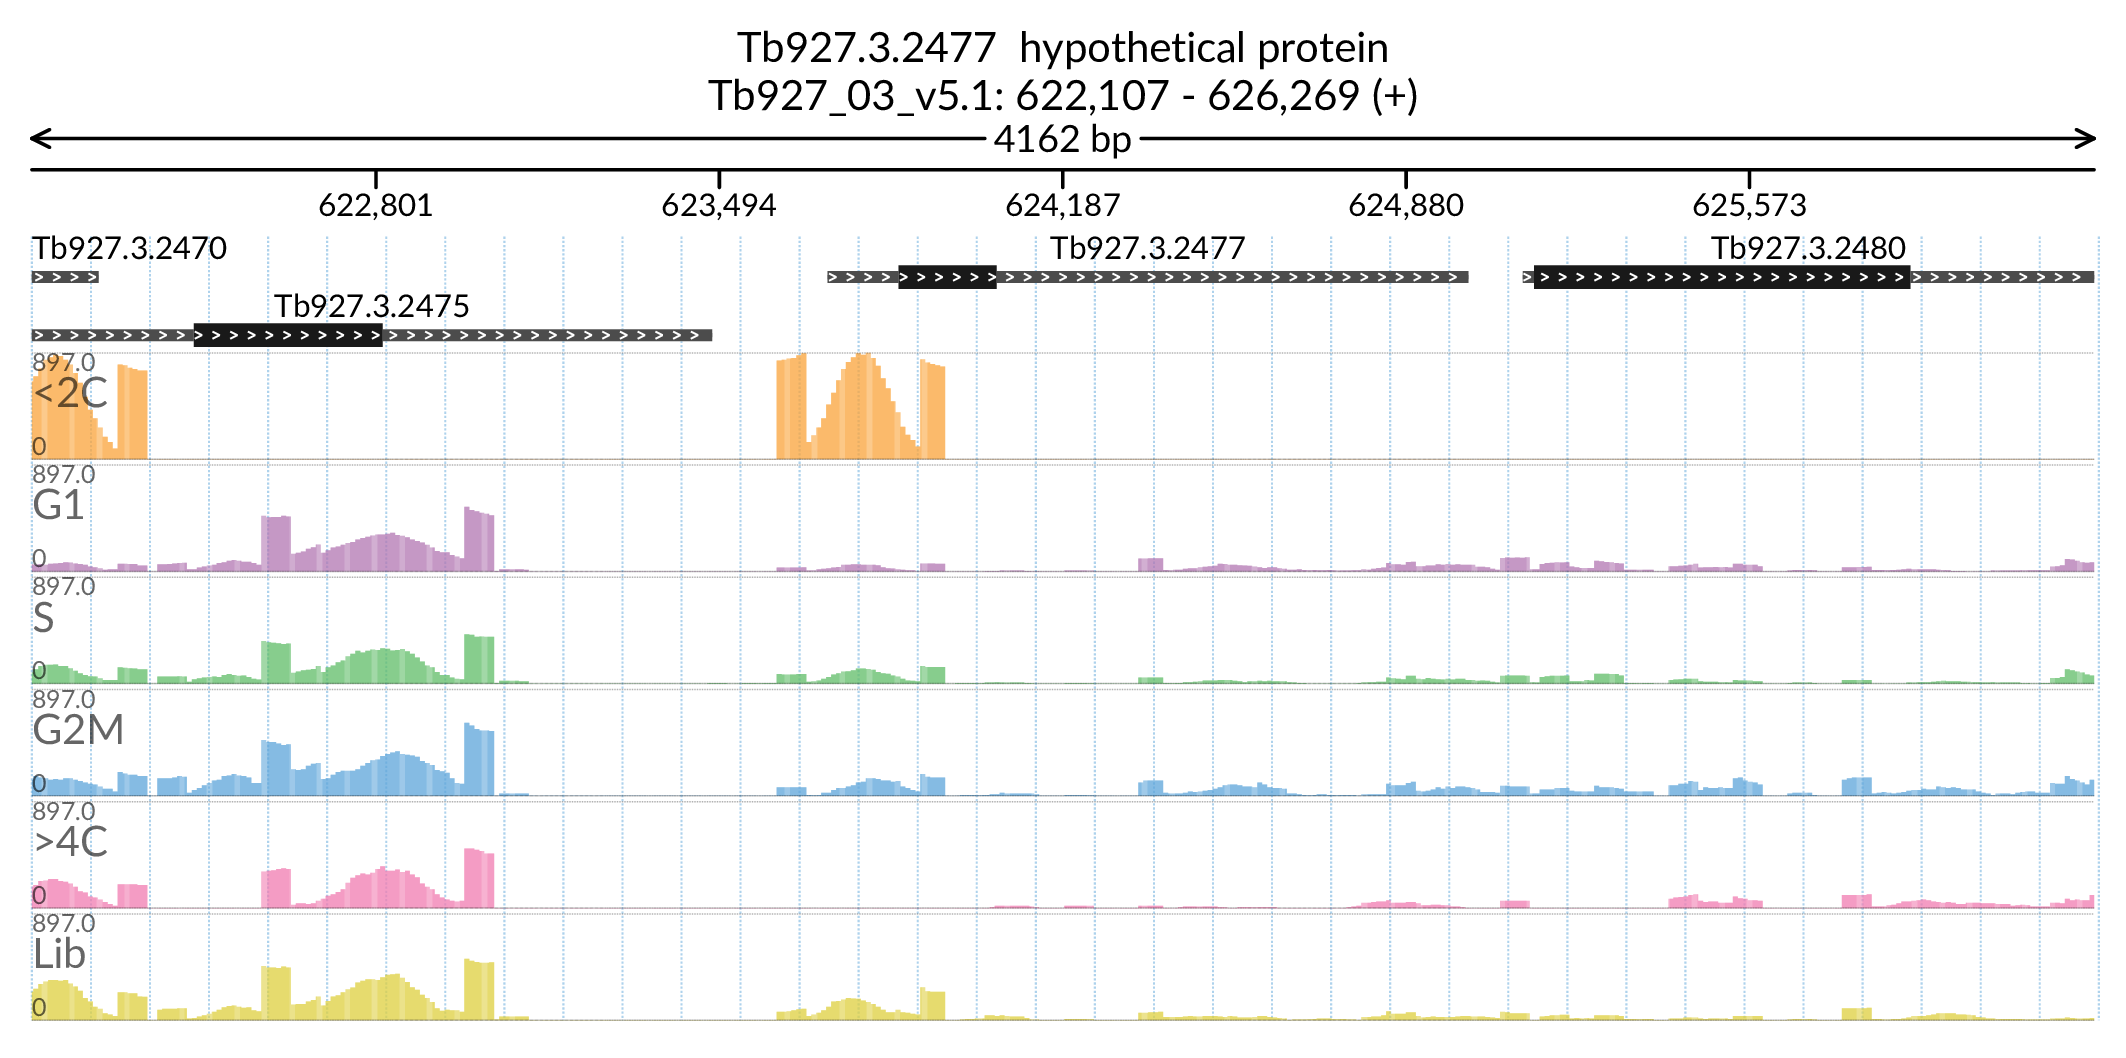 Tb927.3.2477  hypothetical protein
Tb927_03_v5.1: 622,107 - 626,269 (+)
4162 bp
622,801 623,494 624,187 624,880 625,573
Tb927.3.2470 Tb927.3.2477 Tb927.3.2480
Tb927.3.2475
897.0
<2C
0
897.0
G1
0
897.0
S
0
897.0
G2M
0
897.0
>4C
0
897.0
Lib
0